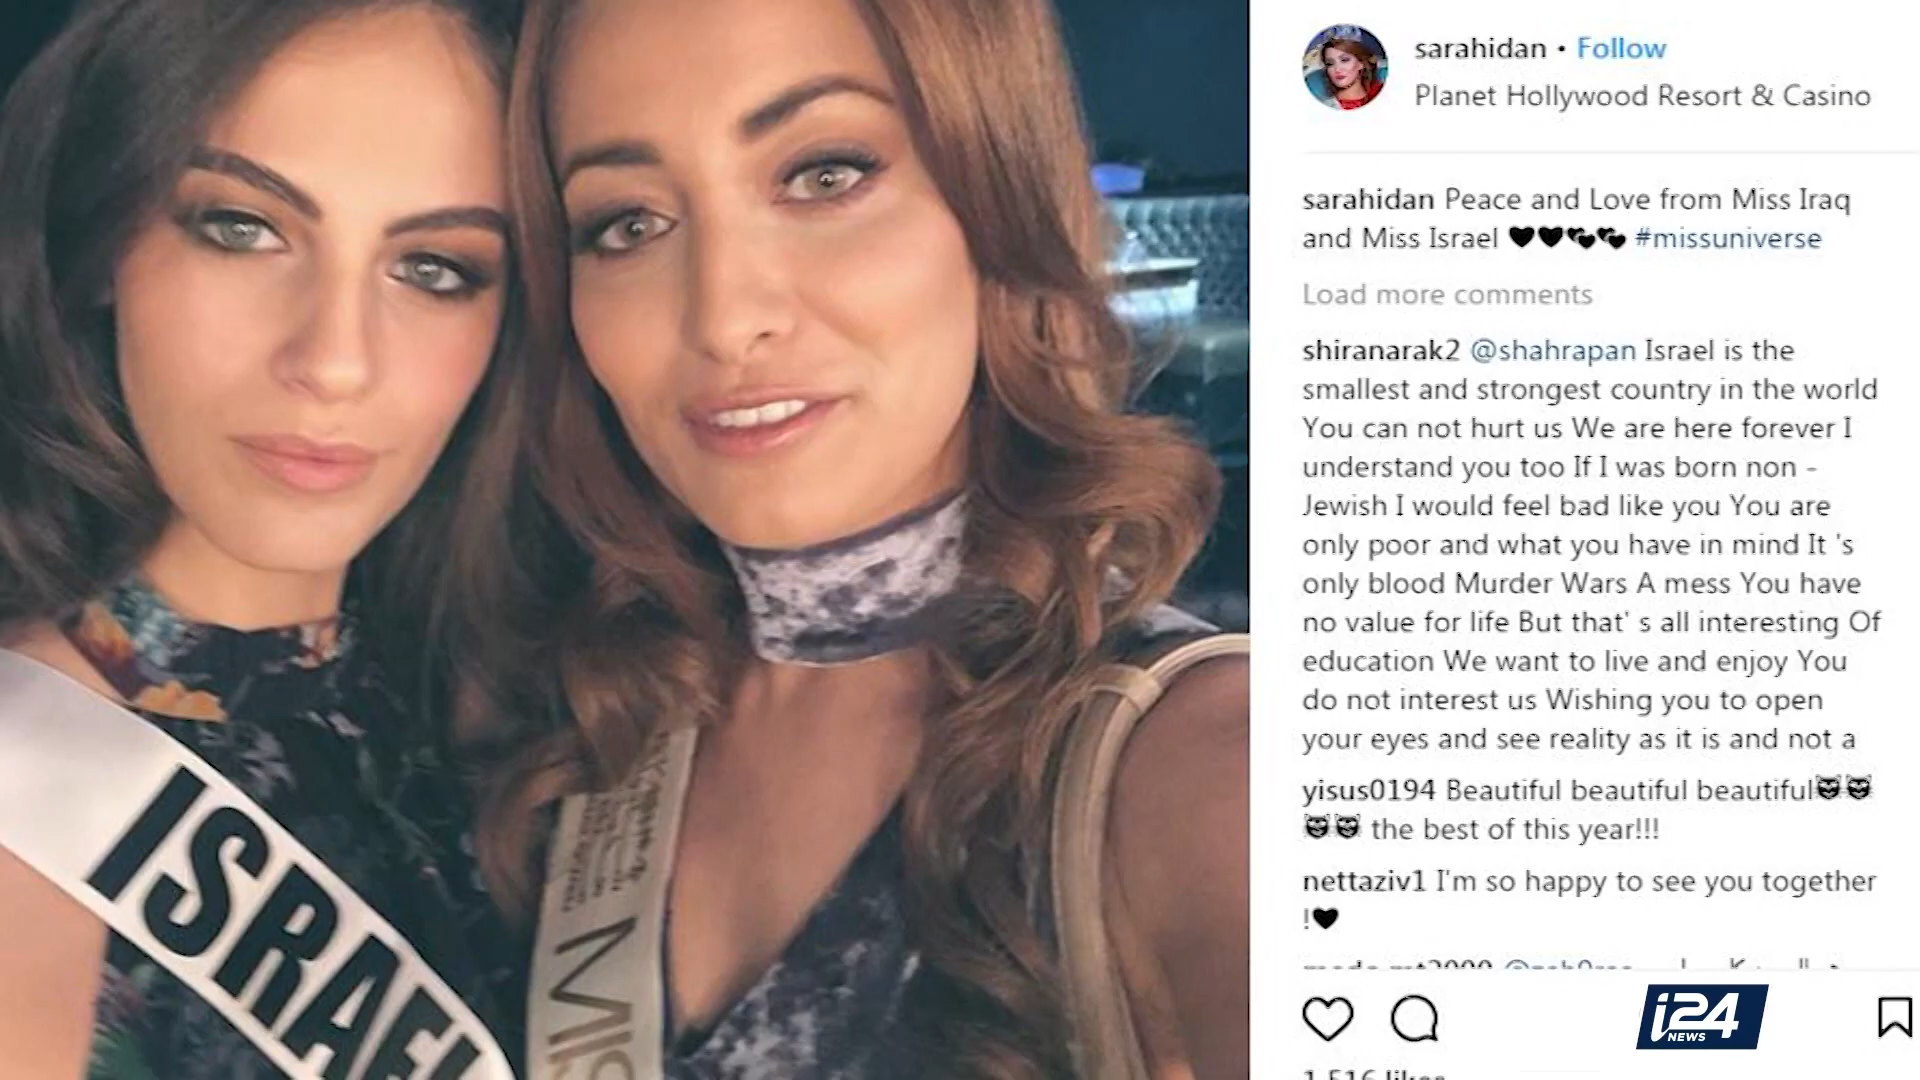 sarahidan • Follow
Planet Hollywood Resort & Casino
sarahidan Peace and Love from Miss Iraq
and Miss Israel 🖤🖤💕💕 #missuniverse
Load more comments
shiranarak2 @shahrapan Israel is the
smallest and strongest country in the world
You can not hurt us We are here forever I
understand you too If I was born non -
Jewish I would feel bad like you You are
only poor and what you have in mind It 's
only blood Murder Wars A mess You have
no value for life But that' s all interesting Of
education We want to live and enjoy You
do not interest us Wishing you to open
your eyes and see reality as it is and not a
yisus0194 Beautiful beautiful beautiful😻😻
😻😻 the best of this year!!!
nettaziv1 I'm so happy to see you together
!🖤
i24
NEWS
1,516 likes
ISRAEL